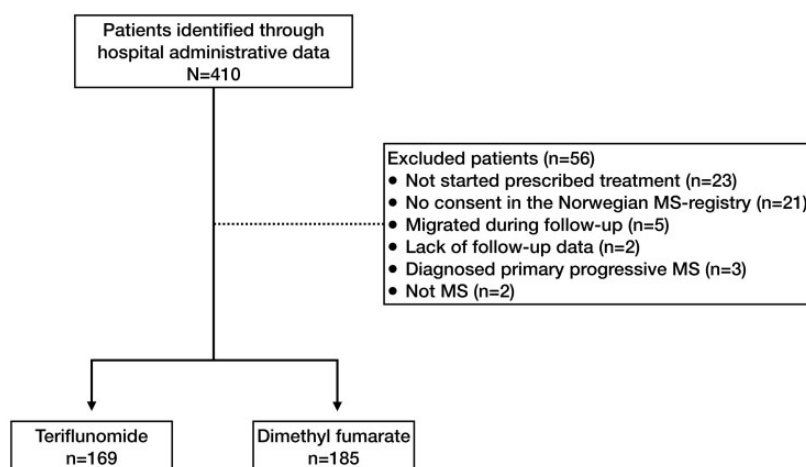 Patients identified through
hospital administrative data
N=410
Excluded patients (n=56)
● Not started prescribed treatment (n=23)
● No consent in the Norwegian MS-registry (n=21)
● Migrated during follow-up (n=5)
● Lack of follow-up data (n=2)
● Diagnosed primary progressive MS (n=3)
● Not MS (n=2)
Teriflunomide
n=169
Dimethyl fumarate
n=185